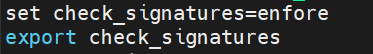 set check_signatures=enfore
export check_signatures